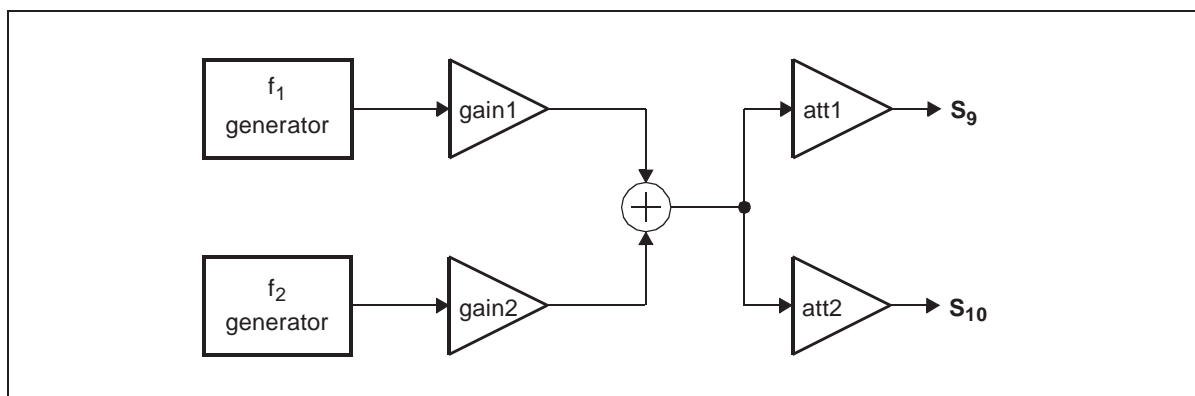 f1
generator
gain1
att1
S9
f2
generator
gain2
att2
S10